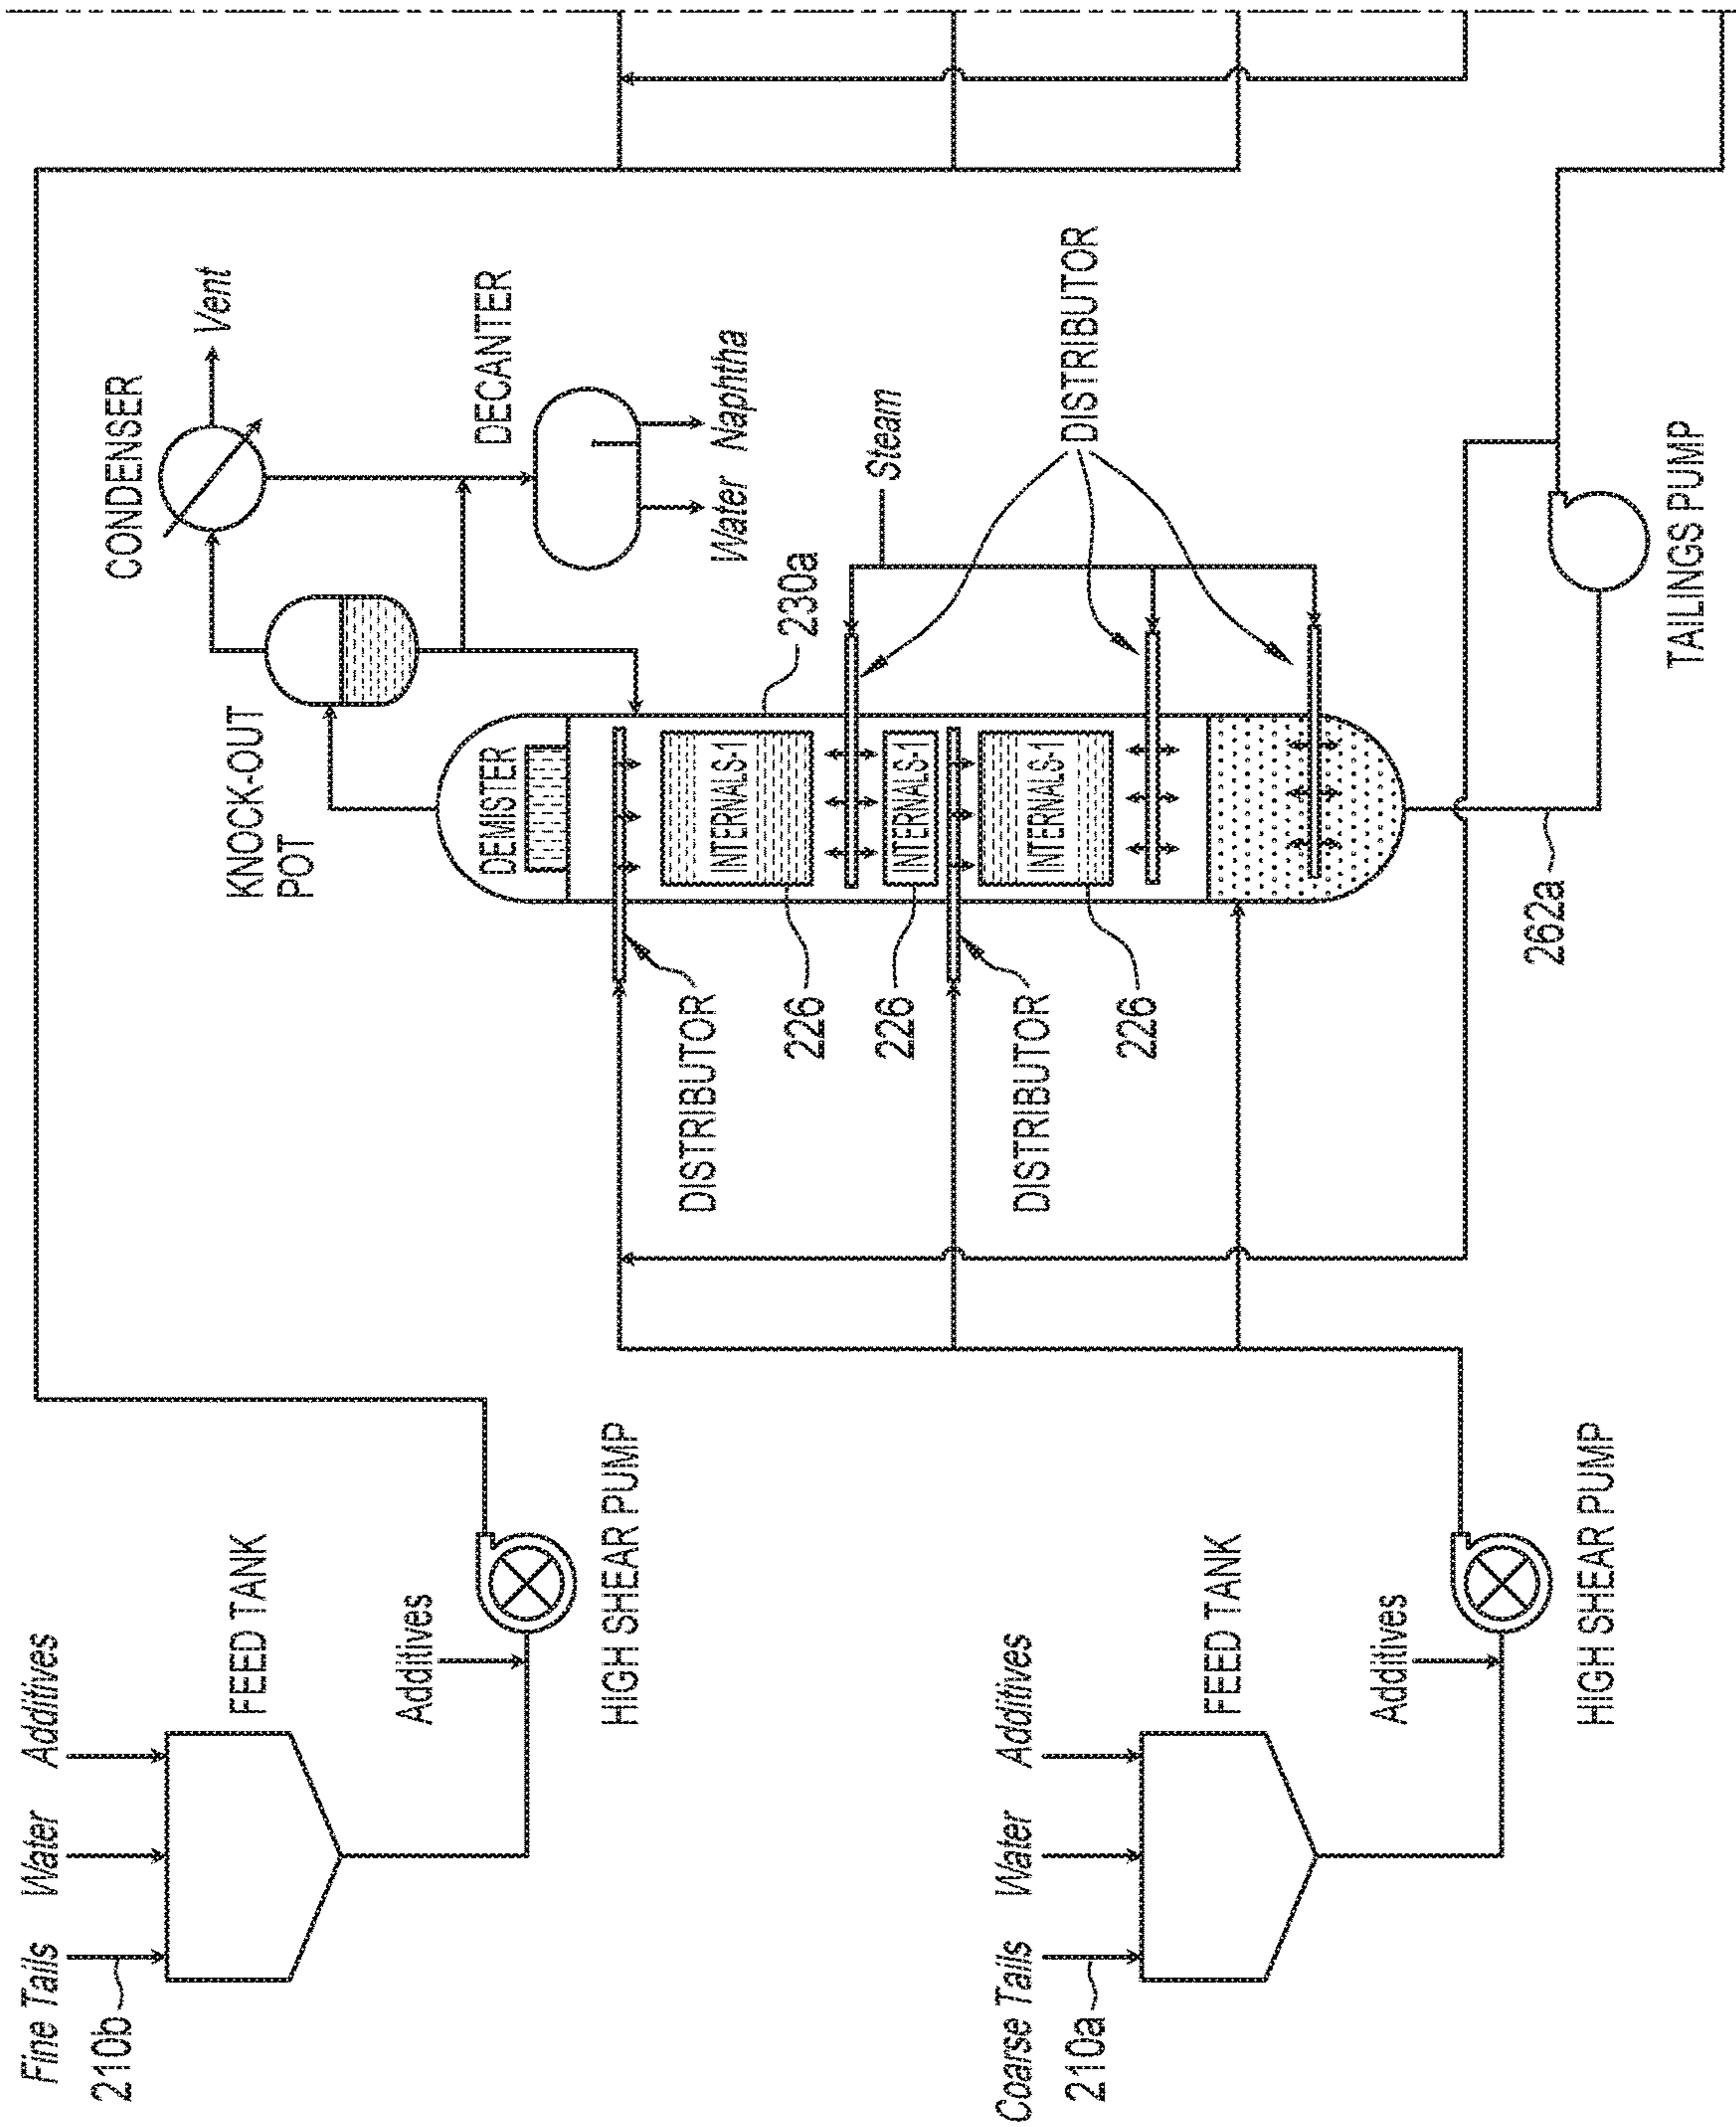 Fine Tails
Water
Additives
210b
FEED TANK
Additives
HIGH SHEAR PUMP
Coarse Tails
Water
Additives
210a
FEED TANK
Additives
HIGH SHEAR PUMP
CONDENSER
Vent
KNOCK-OUT
POT
DECANTER
Water
Naphtha
DEMISTER
230a
Steam
DISTRIBUTOR
INTERNALS-1
INTERNALS-1
INTERNALS-1
DISTRIBUTOR
226
226
DISTRIBUTOR
226
262a
TAILINGS PUMP